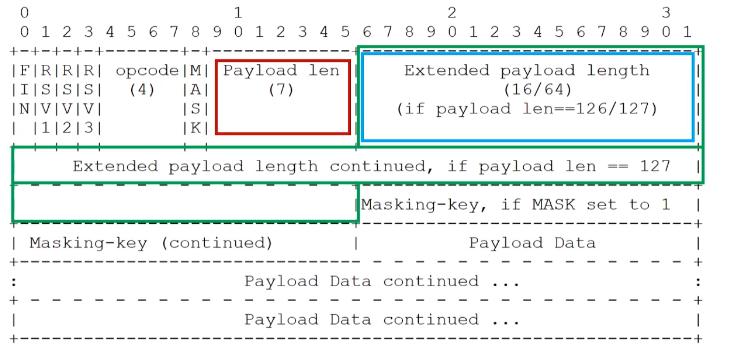 0                   1                   2                   3
0 1 2 3 4 5 6 7 8 9 0 1 2 3 4 5 6 7 8 9 0 1 2 3 4 5 6 7 8 9 0 1
+-+-+-+-+-------+-+-------------+-------------------------------+
|F|R|R|R| opcode|M| Payload len |    Extended payload length    |
|I|S|S|S|  (4)  |A|     (7)     |             (16/64)           |
|N|V|V|V|       |S|             |   (if payload len==126/127)   |
| |1|2|3|       |K|             |                               |
+-+-+-+-+-------+-+-------------+ - - - - - - - - - - - - - - - +
|     Extended payload length continued, if payload len == 127  |
+ - - - - - - - - - - - - - - - +-------------------------------+
|                               |Masking-key, if MASK set to 1  |
+-------------------------------+-------------------------------+
| Masking-key (continued)       |          Payload Data         |
+-------------------------------- - - - - - - - - - - - - - - - +
:                     Payload Data continued ...                :
+ - - - - - - - - - - - - - - - - - - - - - - - - - - - - - - - +
|                     Payload Data continued ...                |
+---------------------------------------------------------------+